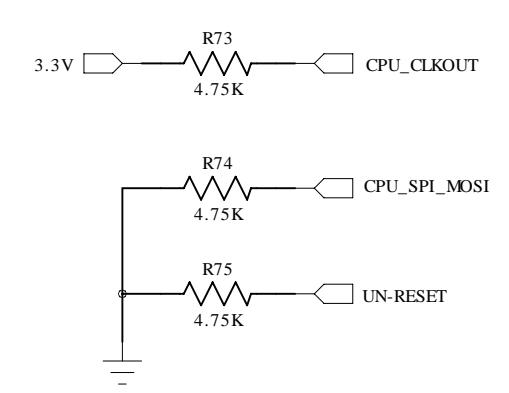 R73
3.3V
CPU_CLKOUT
4.75K
R74
CPU_SPI_MOSI
4.75K
R75
UN-RESET
4.75K